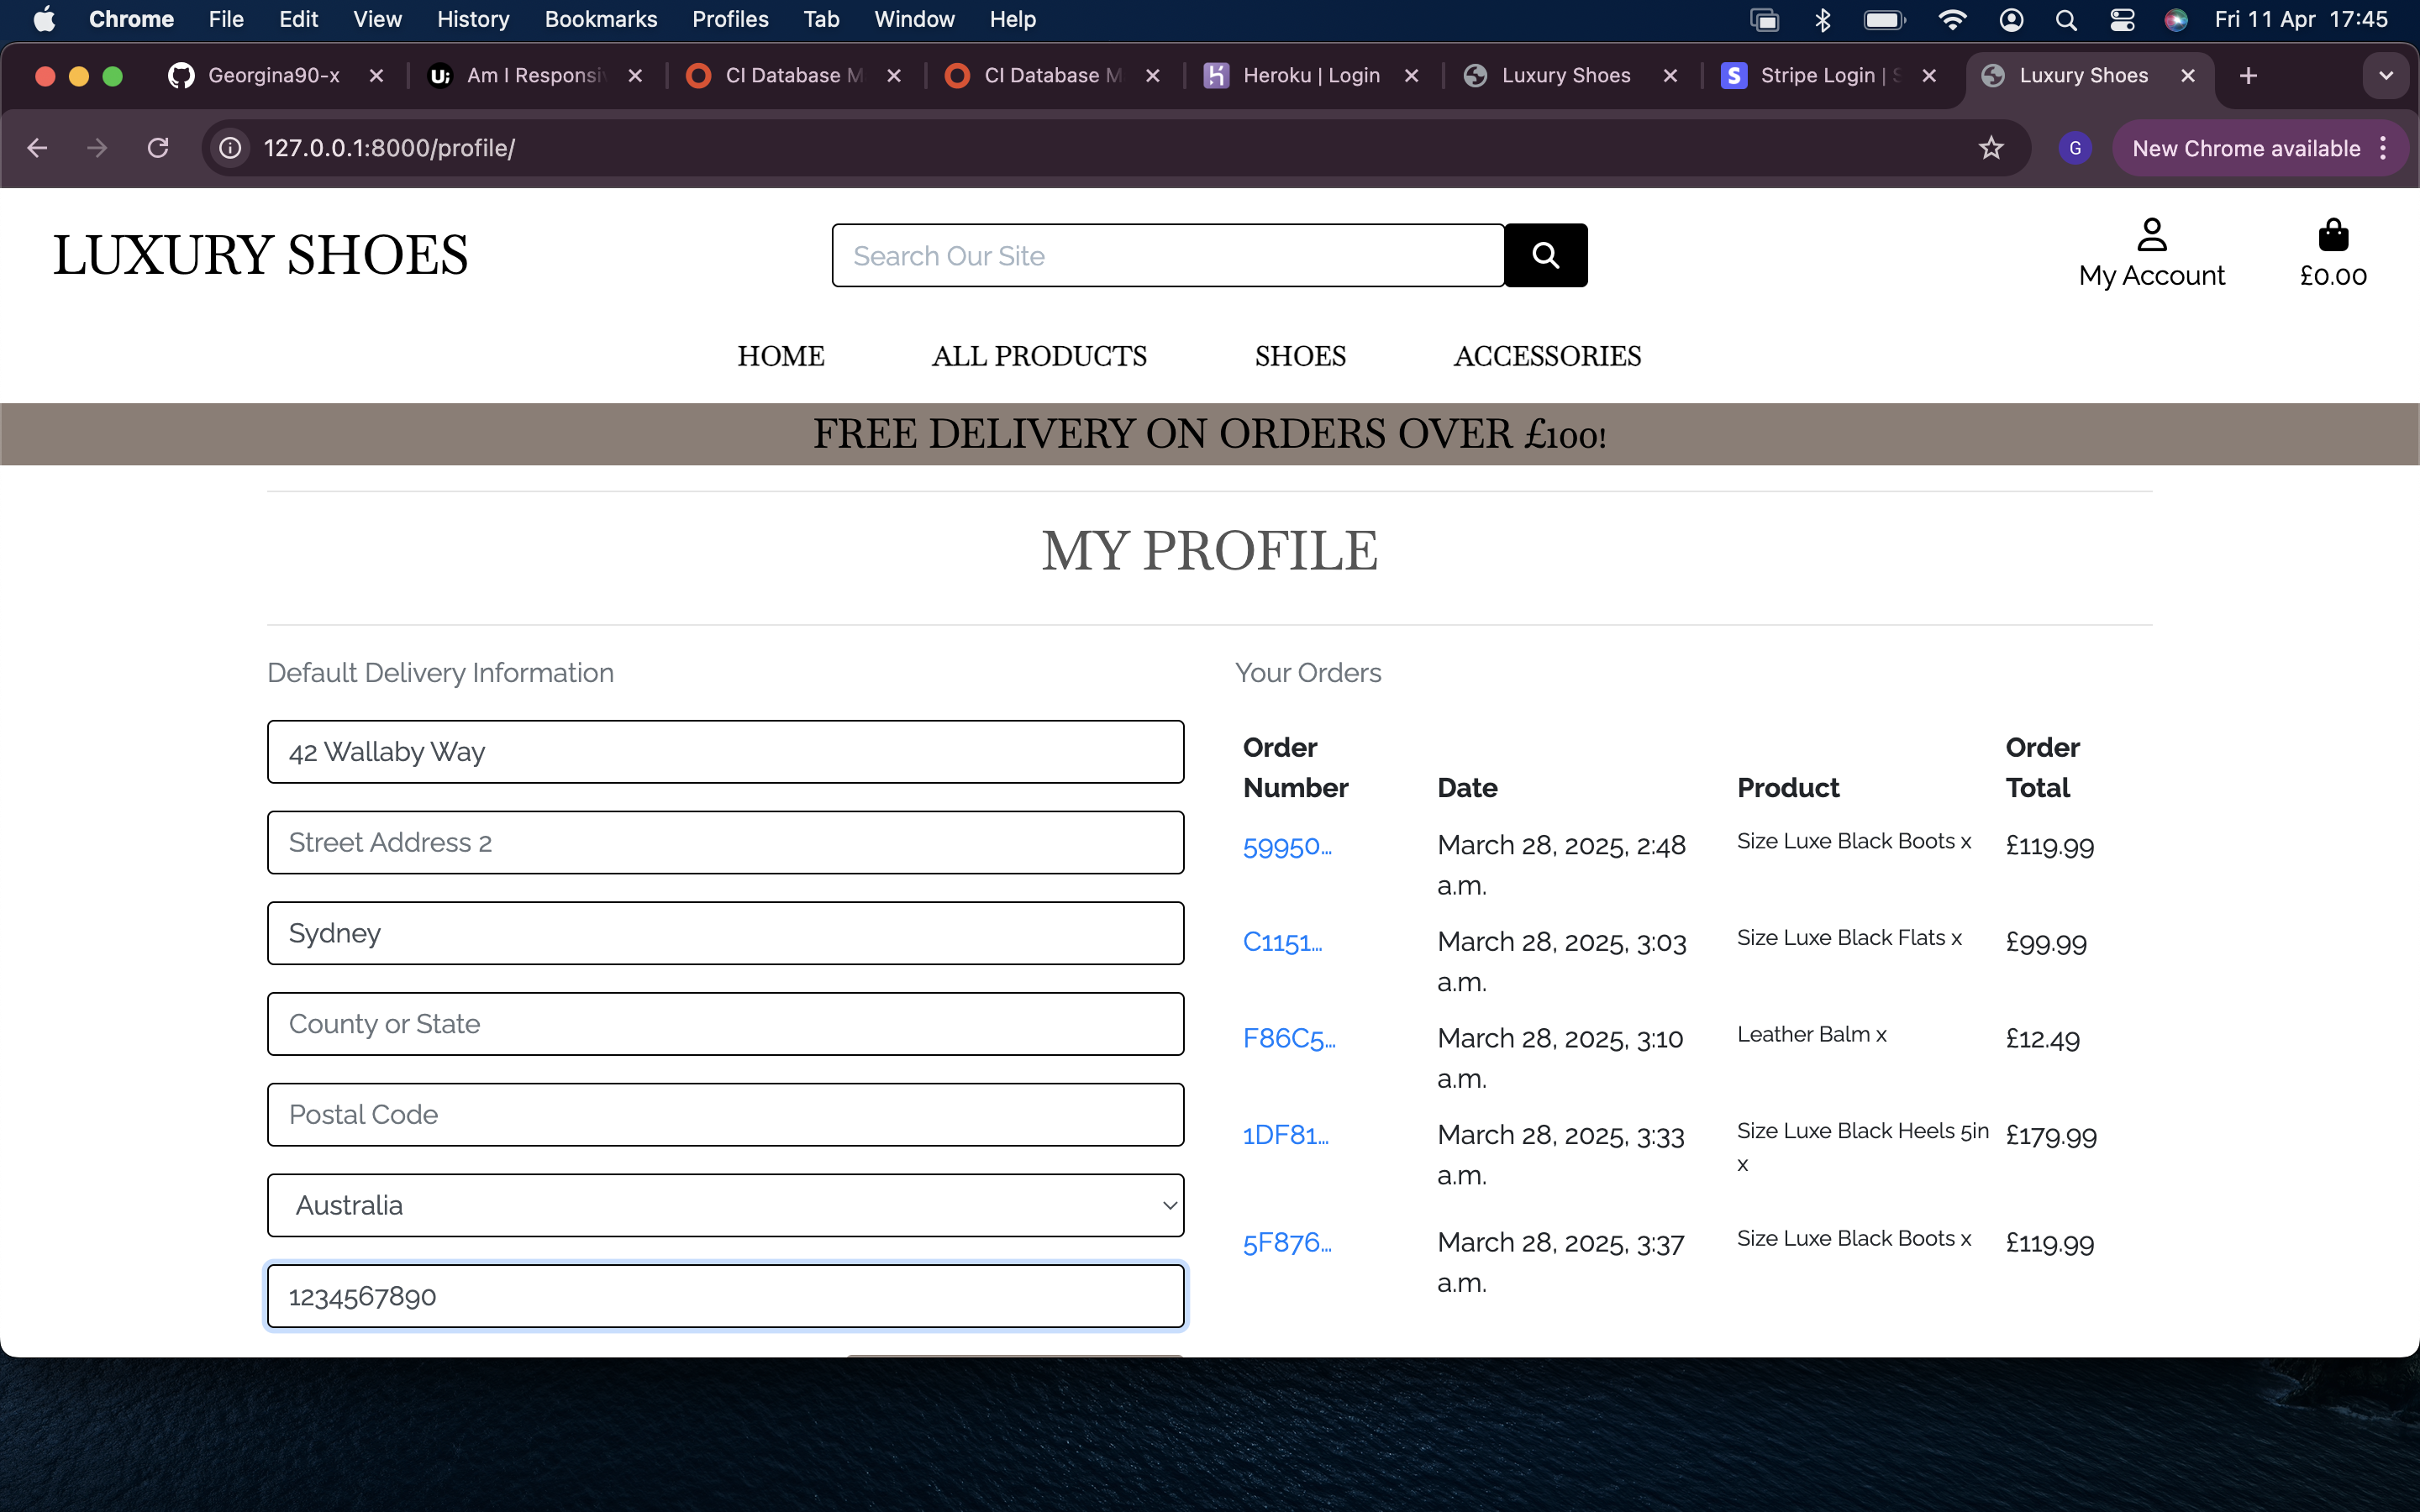 Chrome File Edit View History Bookmarks Profiles Tab Window Help Fri 11 Apr 17:45
Georgina90-x Am I Responsiv CI Database M CI Database M Heroku | Login Luxury Shoes Stripe Login | S Luxury Shoes
127.0.0.1:8000/profile/ G New Chrome available
LUXURY SHOES
Search Our Site
My Account £0.00
HOME ALL PRODUCTS SHOES ACCESSORIES
FREE DELIVERY ON ORDERS OVER £100!
MY PROFILE
Default Delivery Information
42 Wallaby Way
Street Address 2
Sydney
County or State
Postal Code
Australia
1234567890
Your Orders
Order Number Date Product Order Total
59950... March 28, 2025, 2:48 a.m. Size Luxe Black Boots x £119.99
C1151... March 28, 2025, 3:03 a.m. Size Luxe Black Flats x £99.99
F86C5... March 28, 2025, 3:10 a.m. Leather Balm x £12.49
1DF81... March 28, 2025, 3:33 a.m. Size Luxe Black Heels 5in x £179.99
5F876... March 28, 2025, 3:37 a.m. Size Luxe Black Boots x £119.99